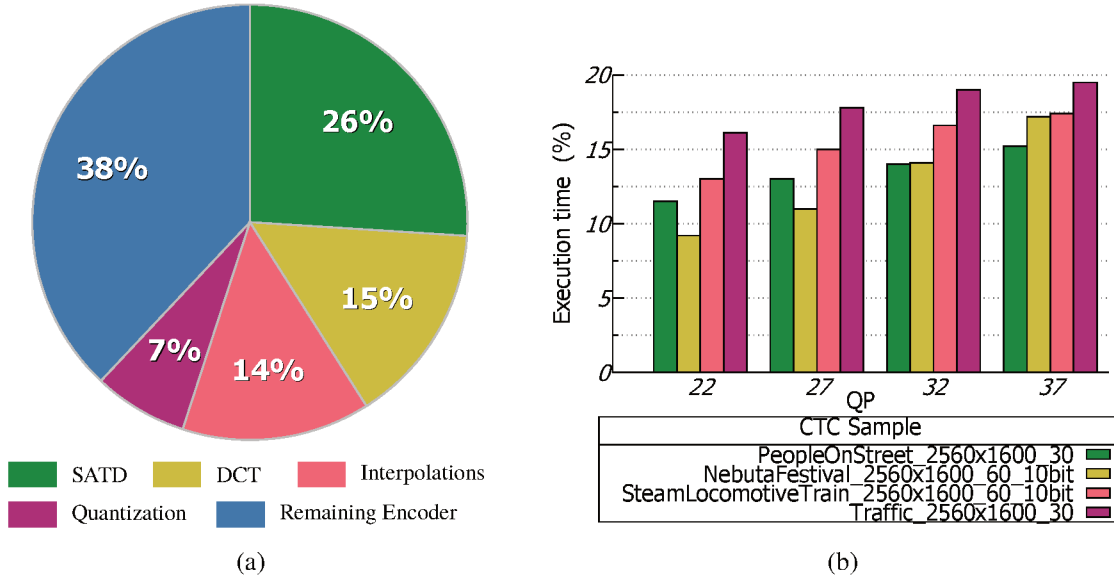 26%
38%
15%
7%
14%
SATD DCT Interpolations
Quantization Remaining Encoder
(a)
Execution time (%)
20
15
10
5
0
22 27 32 37
QP
CTC Sample
PeopleOnStreet_2560x1600_30
NebutaFestival_2560x1600_60_10bit
SteamLocomotiveTrain_2560x1600_60_10bit
Traffic_2560x1600_30
(b)